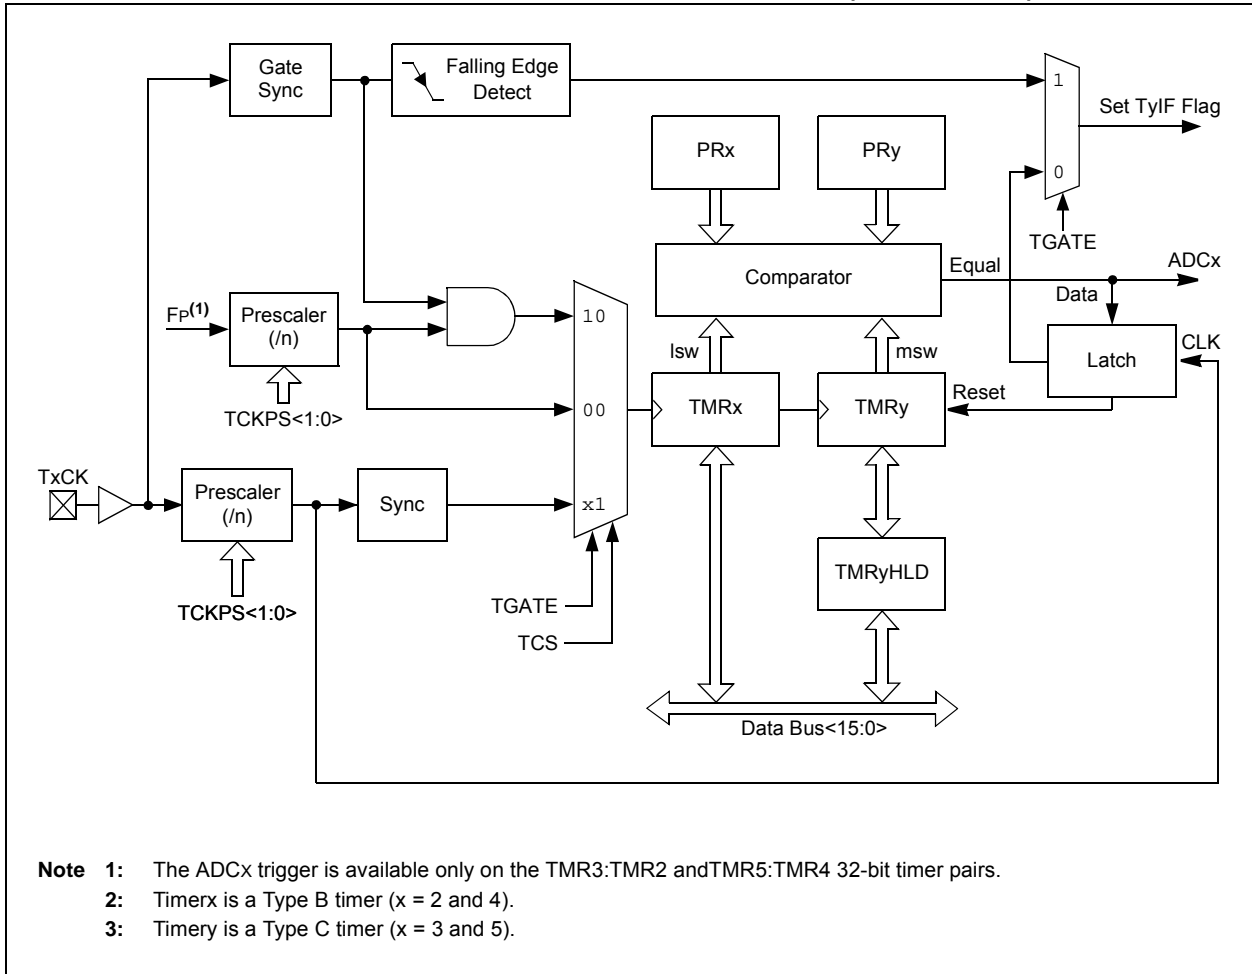 Gate
Sync
Falling Edge
Detect
1
Set TyIF Flag
PRx
PRy
0
TGATE
Comparator
Equal
ADCx
Data
FP(1)
Prescaler
(/n)
10
lsw
msw
Latch
CLK
TCKPS<1:0>
00
TMRx
TMRy
Reset
TxCK
Prescaler
(/n)
Sync
x1
TCKPS<1:0>
TGATE
TCS
TMRyHLD
Data Bus<15:0>
Note 1: The ADCx trigger is available only on the TMR3:TMR2 andTMR5:TMR4 32-bit timer pairs.
2: Timerx is a Type B timer (x = 2 and 4).
3: Timery is a Type C timer (x = 3 and 5).